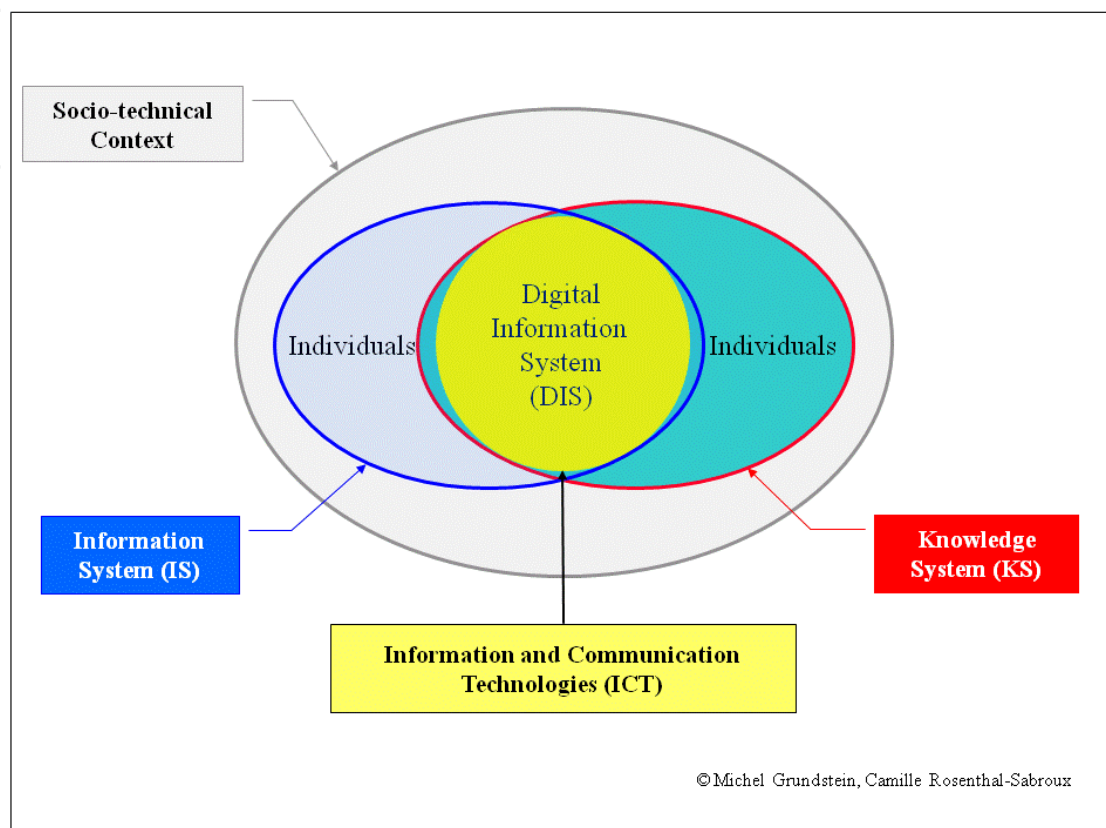 Socio-technical
Context
Individuals
Digital
Information
System
(DIS)
Individuals
Information
System (IS)
Knowledge
System (KS)
Information and Communication
Technologies (ICT)
© Michel Grundstein, Camille Rosenthal-Sabroux